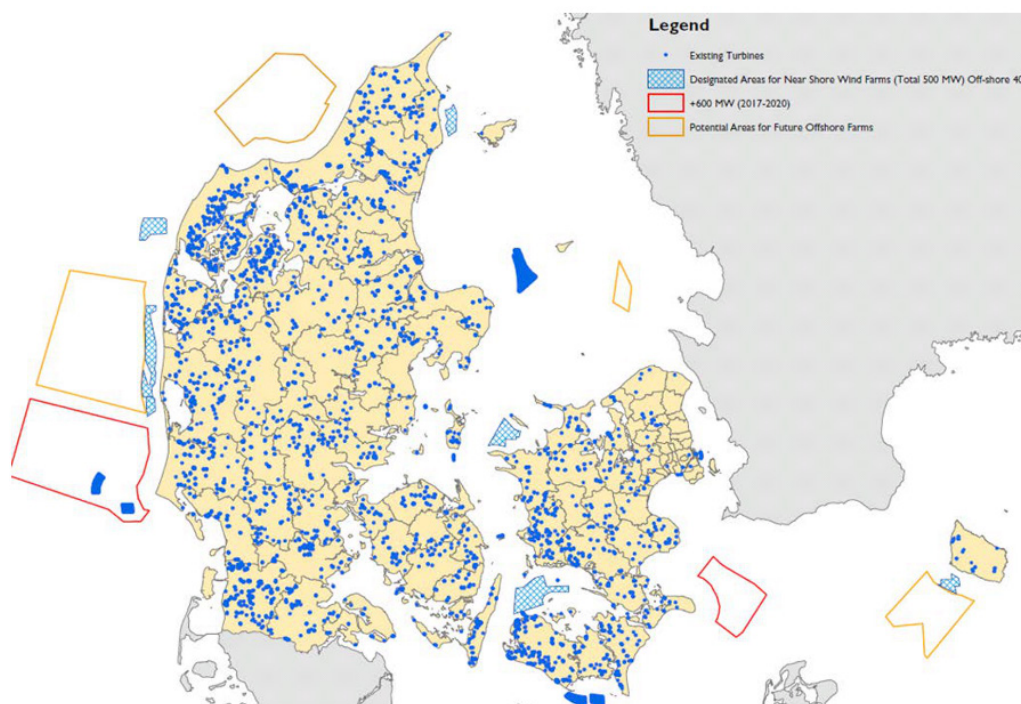 Legend
Existing Turbines
Designated Areas for Near Shore Wind Farms (Total 500 MW) Off-shore 40
+600 MW (2017-2020)
Potential Areas for Future Offshore Farms